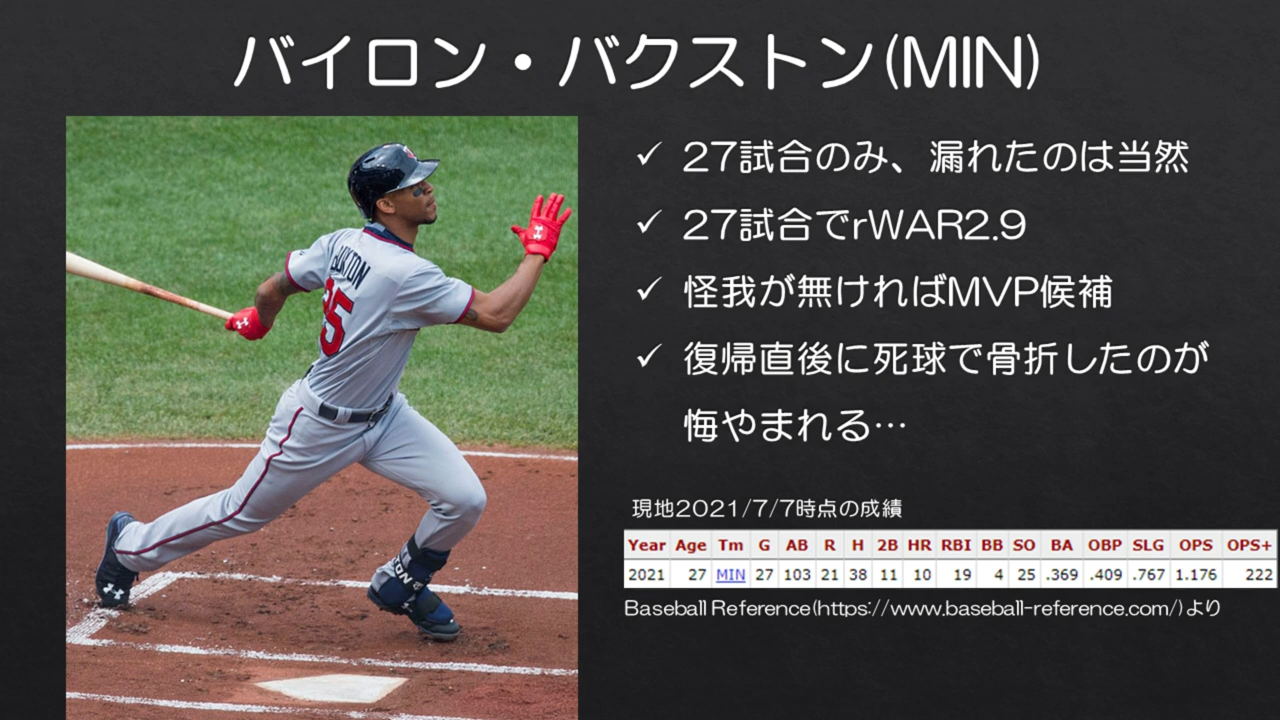 バイロン・バクストン(MIN)
✓ 27試合のみ、漏れたのは当然
✓ 27試合でrWAR2.9
✓ 怪我が無ければMVP候補
✓ 復帰直後に死球で骨折したのが
悔やまれる…
現地2021/7/7時点の成績
Year Age Tm G AB R H 2B HR RBI BB SO BA OBP SLG OPS OPS+
2021 27 MIN 27 103 21 38 11 10 19 4 25 .369 .409 .767 1.176 222
Baseball Reference(https://www.baseball-reference.com/)より
BUXTON
25